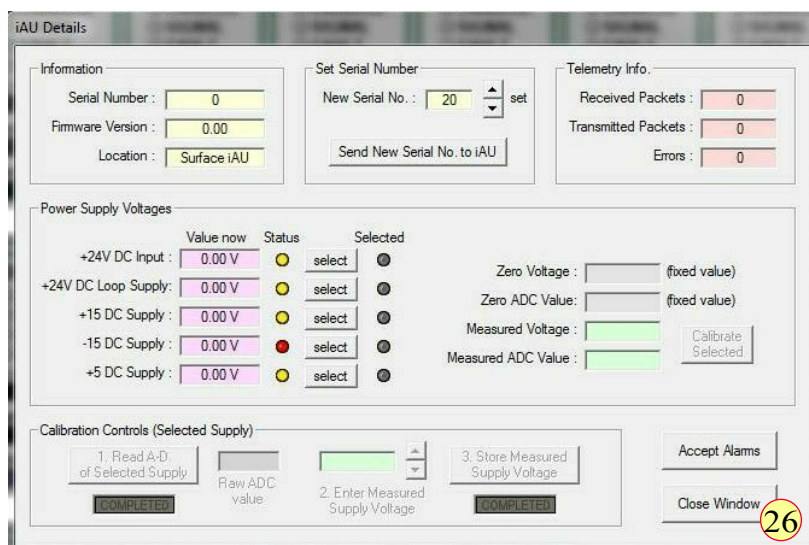 iAU Details
Information
Serial Number : 0
Firmware Version : 0.00
Location : Surface iAU
Set Serial Number
New Serial No. : 20 set
Send New Serial No. to iAU
Telemetry Info.
Received Packets : 0
Transmitted Packets : 0
Errors : 0
Power Supply Voltages
Value now Status Selected
+24V DC Input : 0.00 V select
+24V DC Loop Supply: 0.00 V select
+15 DC Supply : 0.00 V select
-15 DC Supply : 0.00 V select
+5 DC Supply : 0.00 V select
Zero Voltage : (fixed value)
Zero ADC Value: (fixed value)
Measured Voltage :
Measured ADC Value :
Calibrate
Selected
Calibration Controls (Selected Supply)
1. Read A-D
of Selected Supply
COMPLETED
Raw ADC
value
2. Enter Measured
Supply Voltage
3. Store Measured
Supply Voltage
COMPLETED
Accept Alarms
Close Window
26